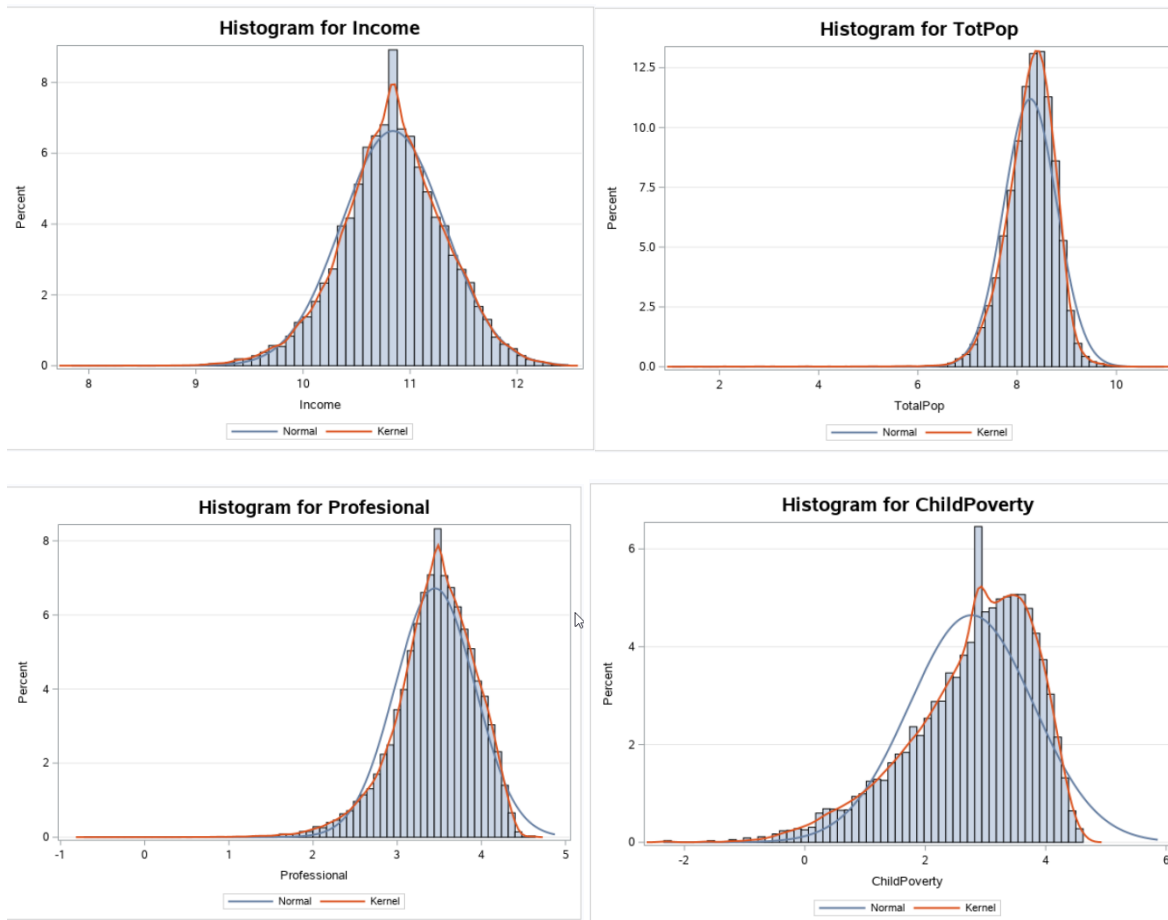 Histogram for Income
8
6
4
2
0
Percent
8 9 10 11 12
Income
Normal Kernel
Histogram for TotPop
12.5
10.0
7.5
5.0
2.5
0.0
Percent
2 4 6 8 10
TotalPop
Normal Kernel
Histogram for Profesional
8
6
4
2
0
Percent
-1 0 1 2 3 4 5
Professional
Normal Kernel
Histogram for ChildPoverty
6
4
2
0
Percent
-2 0 2 4 6
ChildPoverty
Normal Kernel